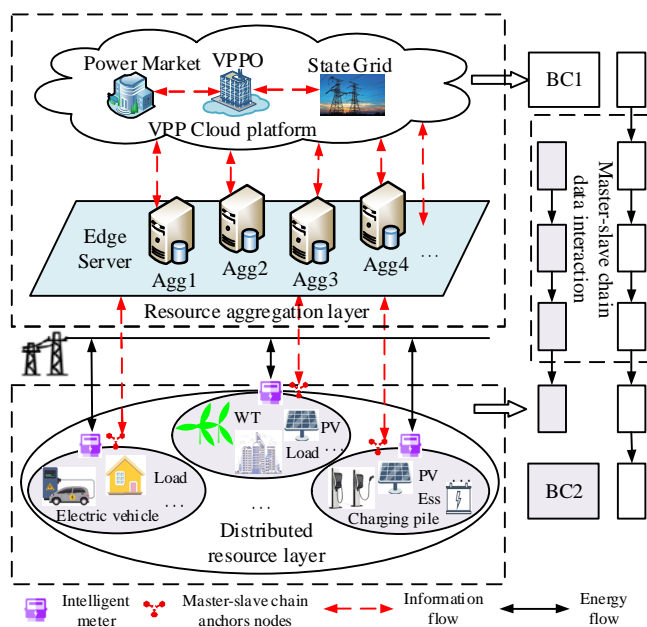 Power Market
VPPO
State Grid
VPP Cloud platform
BC1
Edge
Server
Agg1
Agg2
Agg3
Agg4
...
Resource aggregation layer
Master-slave chain
data interaction
WT
PV
Load
...
Load
Electric vehicle
...
PV
Ess
Charging pile
...
...
Distributed
resource layer
BC2
Intelligent
meter
Master-slave chain
anchors nodes
Information
flow
Energy
flow